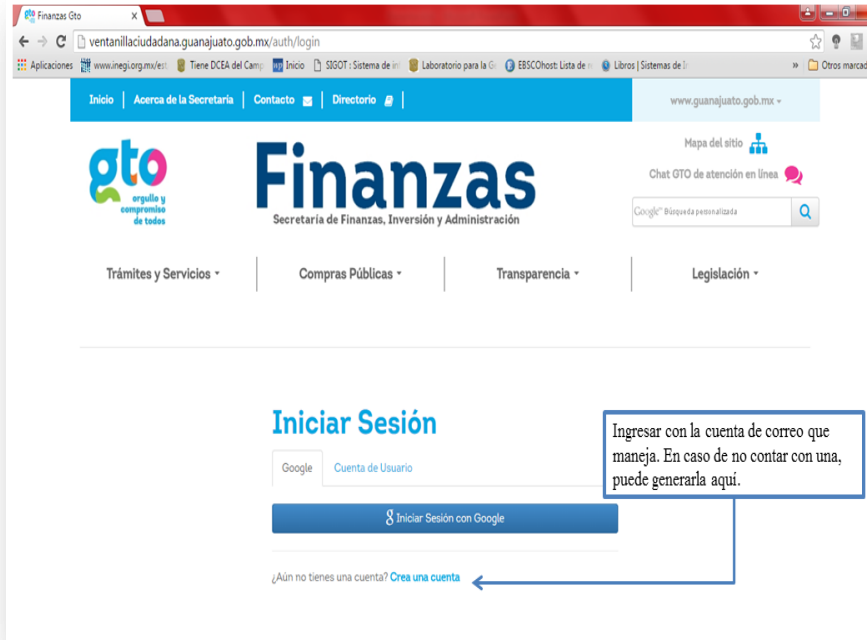 Finanzas Gto
ventanillaciudadana.guanajuato.gob.mx/auth/login
Aplicaciones www.inegi.org.mx/est Tiene DCEA del Camp Inicio SIGOT : Sistema de in Laboratorio para la Go EBSCOhost: Lista de Libros | Sistemas de » Otros marcad
Inicio | Acerca de la Secretaría | Contacto | Directorio |
www.guanajuato.gob.mx
Mapa del sitio
gto
orgullo y
compromiso
de todos
Finanzas
Secretaría de Finanzas, Inversión y Administración
Chat GTO de atención en línea
Google™ Búsqueda personalizada
Trámites y Servicios
Compras Públicas
Transparencia
Legislación
Iniciar Sesión
Google Cuenta de Usuario
8 Iniciar Sesión con Google
¿Aún no tienes una cuenta? Crea una cuenta
Ingresar con la cuenta de correo que
maneja. En caso de no contar con una,
puede generarla aquí.